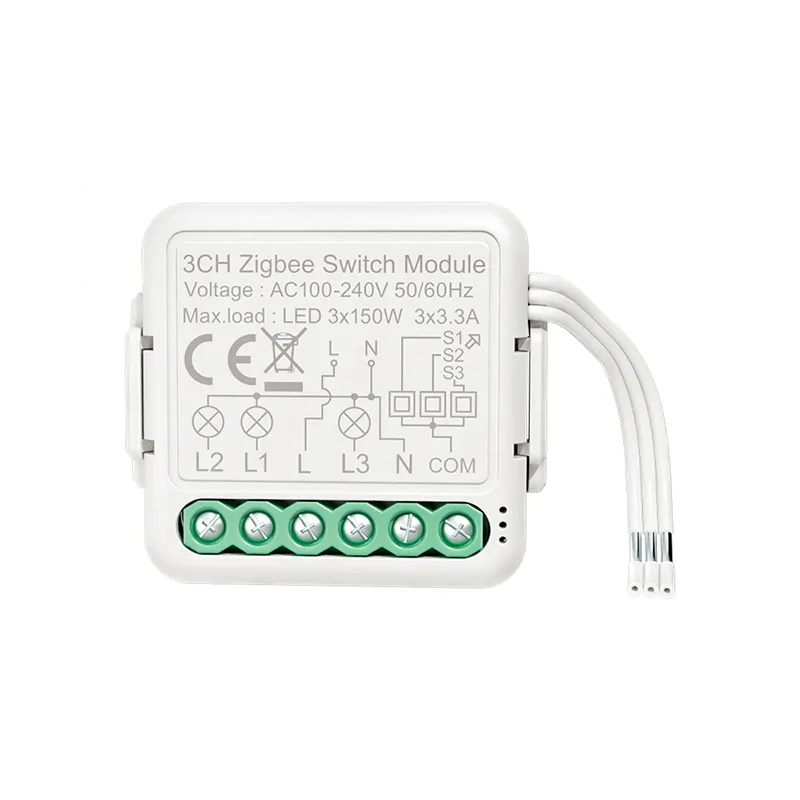 3CH Zigbee Switch Module
Voltage : AC100-240V 50/60Hz
Max.load : LED 3x150W 3x3.3A
CE
L N
S1
S2
S3
L2 L1 L L3 N COM